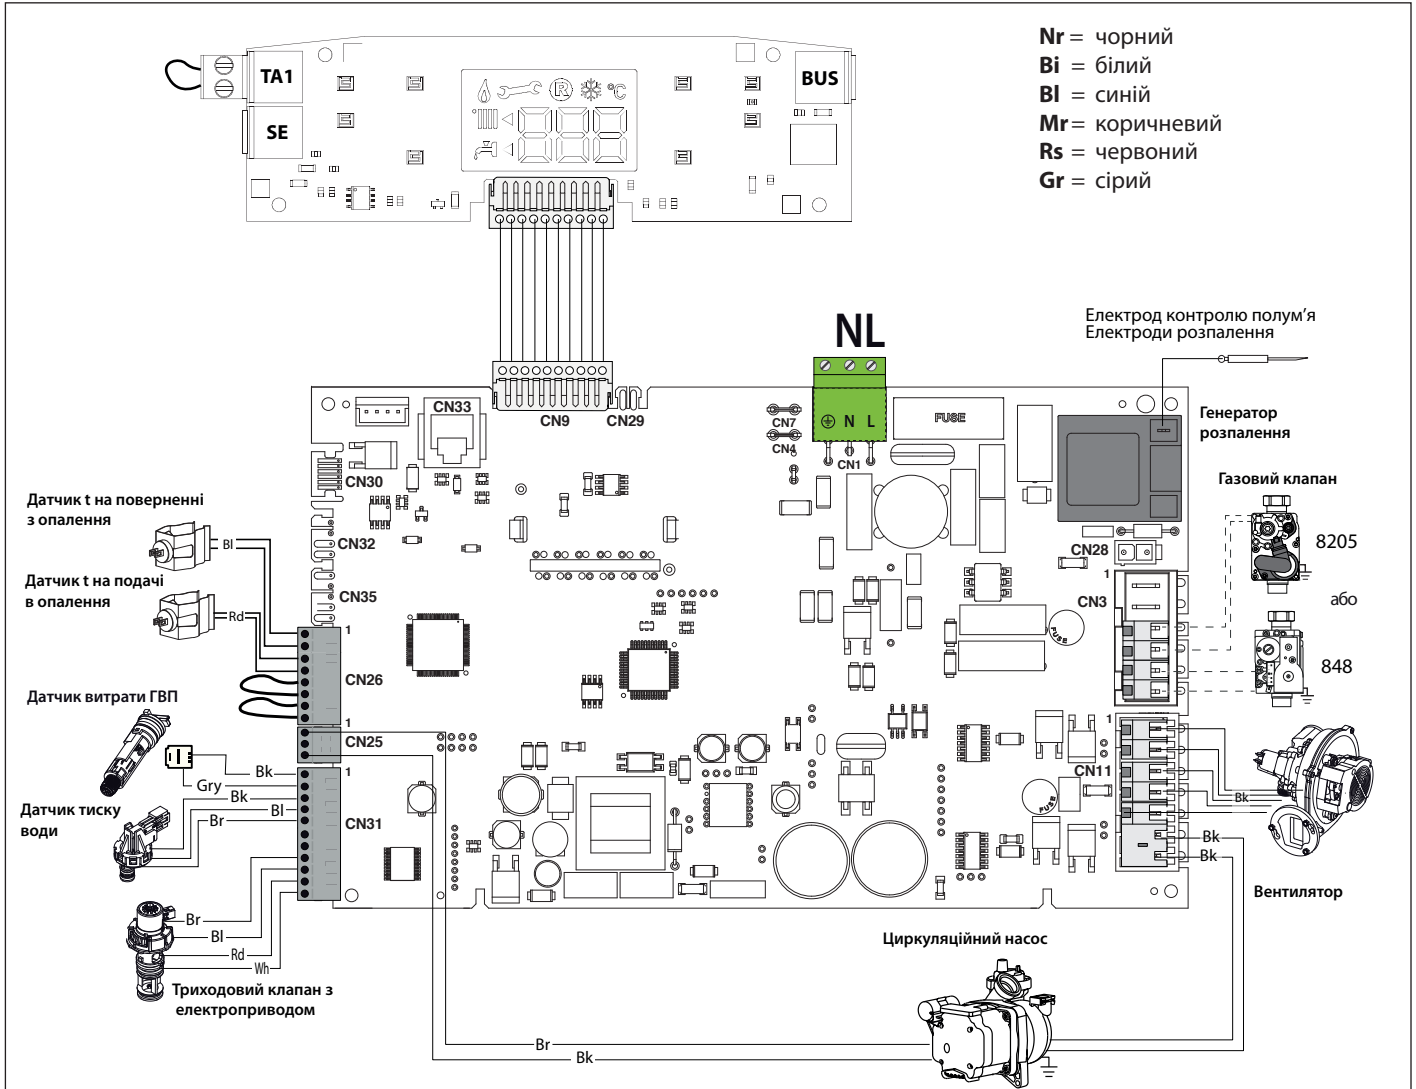 Nr = чорний
Bi = білий
Bl = синій
Mr = коричневий
Rs = червоний
Gr = сірий
TA1
SE
BUS
R
°C
NL
Електрод контролю полум’я
Електроди розпалення
Генератор
розпалення
Газовий клапан
8205
або
848
CN33
CN9
CN29
CN7
CN4
N L
CN1
FUSE
CN30
CN32
CN35
CN28
1
CN3
FUSE
Датчик t на поверненні
з опалення
Bl
Датчик t на подачі
в опалення
Rd
1
CN26
1
CN25
Датчик витрати ГВП
Bk
Gry
1
CN31
Датчик тиску
води
Bk
Bl
Br
Br
Bl
Rd
Wh
Триходовий клапан з
електроприводом
1
CN11
FUSE
Bk
Bk
Bk
Вентилятор
Циркуляційний насос
Br
Bk